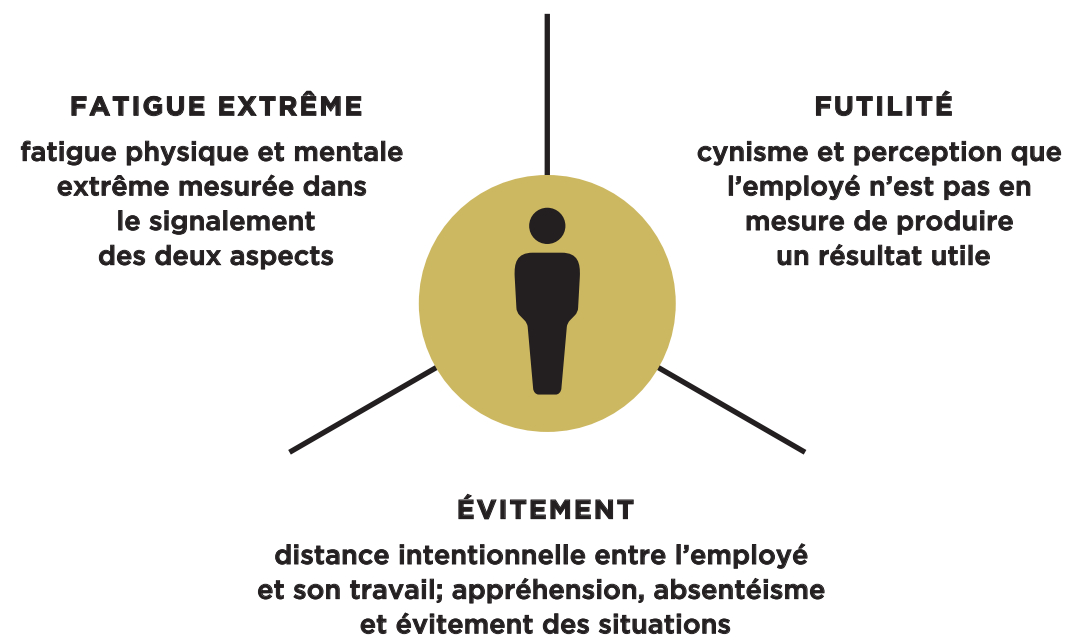 FATIGUE EXTRÊME
fatigue physique et mentale
extrême mesurée dans
le signalement
des deux aspects
FUTILITÉ
cynisme et perception que
l’employé n’est pas en
mesure de produire
un résultat utile
ÉVITEMENT
distance intentionnelle entre l’employé
et son travail; appréhension, absentéisme
et évitement des situations